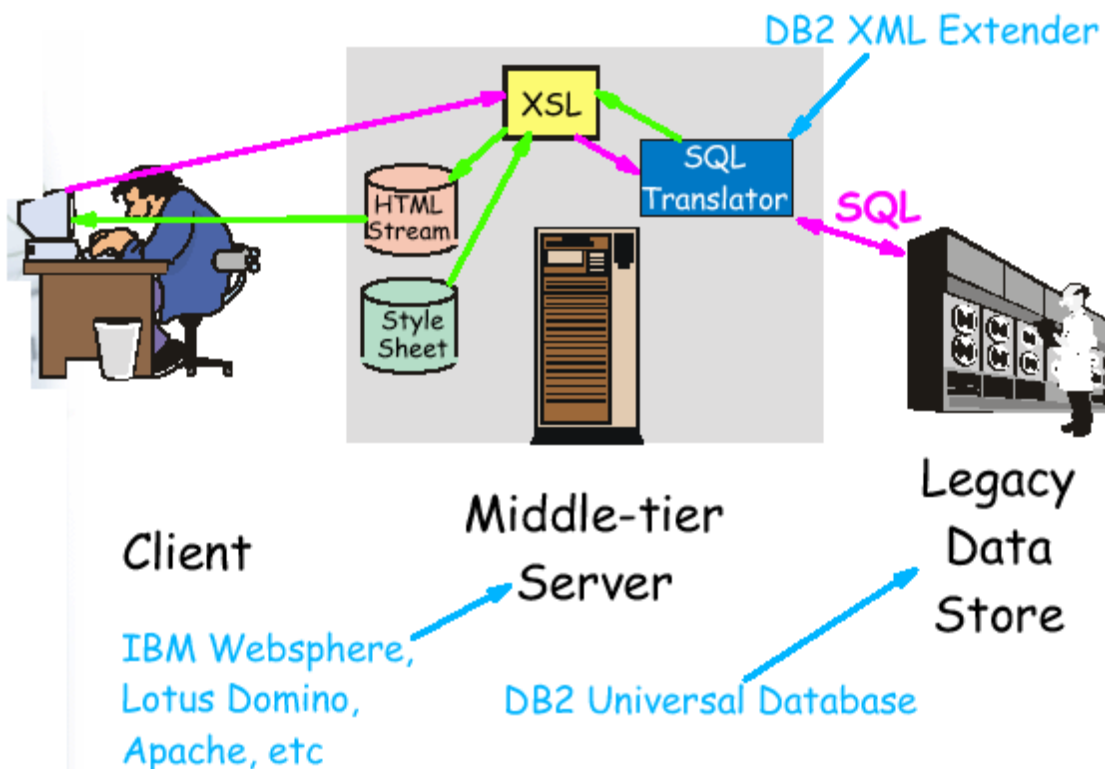 DB2 XML Extender
XSL
SQL
Translator
HTML
Stream
SQL
Style
Sheet
Client
Middle-tier
Server
Legacy
Data
Store
IBM Websphere,
Lotus Domino,
Apache, etc
DB2 Universal Database